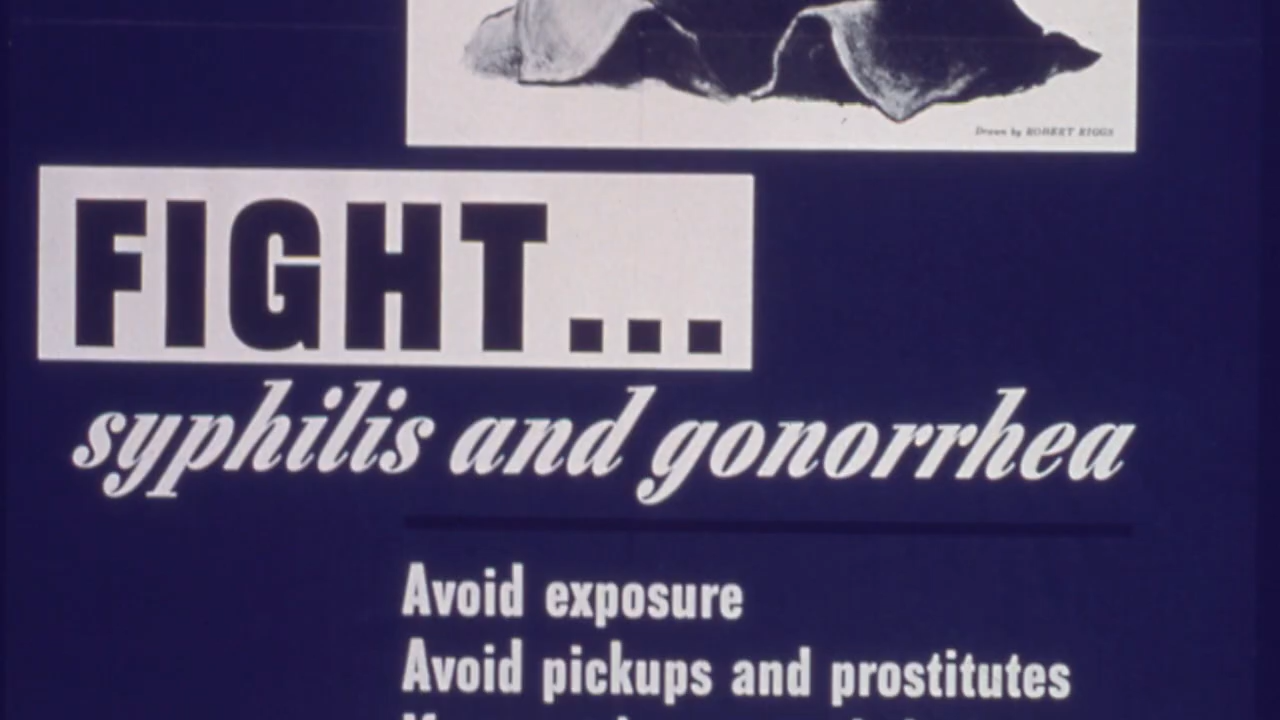 Drawn by ROBERT RIGGS
FIGHT...
syphilis and gonorrhea
Avoid exposure
Avoid pickups and prostitutes